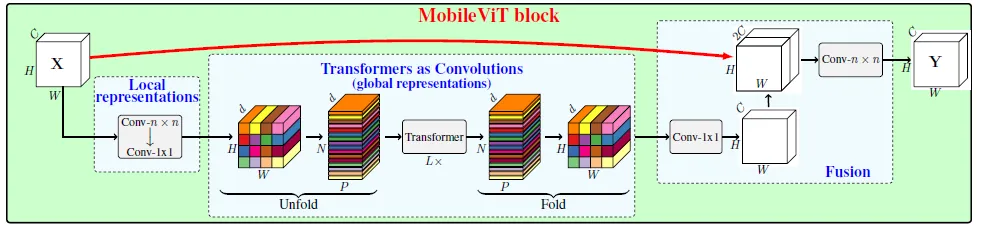 MobileViT block
C
X
H
W
Local
representations
Conv-n × n
Conv-1x1
Transformers as Convolutions
(global representations)
d
H
W
d
N
P
Unfold
Transformer
L×
d
N
P
d
H
W
Fold
Conv-1x1
C
H
W
2C
H
W
Conv-n × n
Fusion
C
Y
H
W